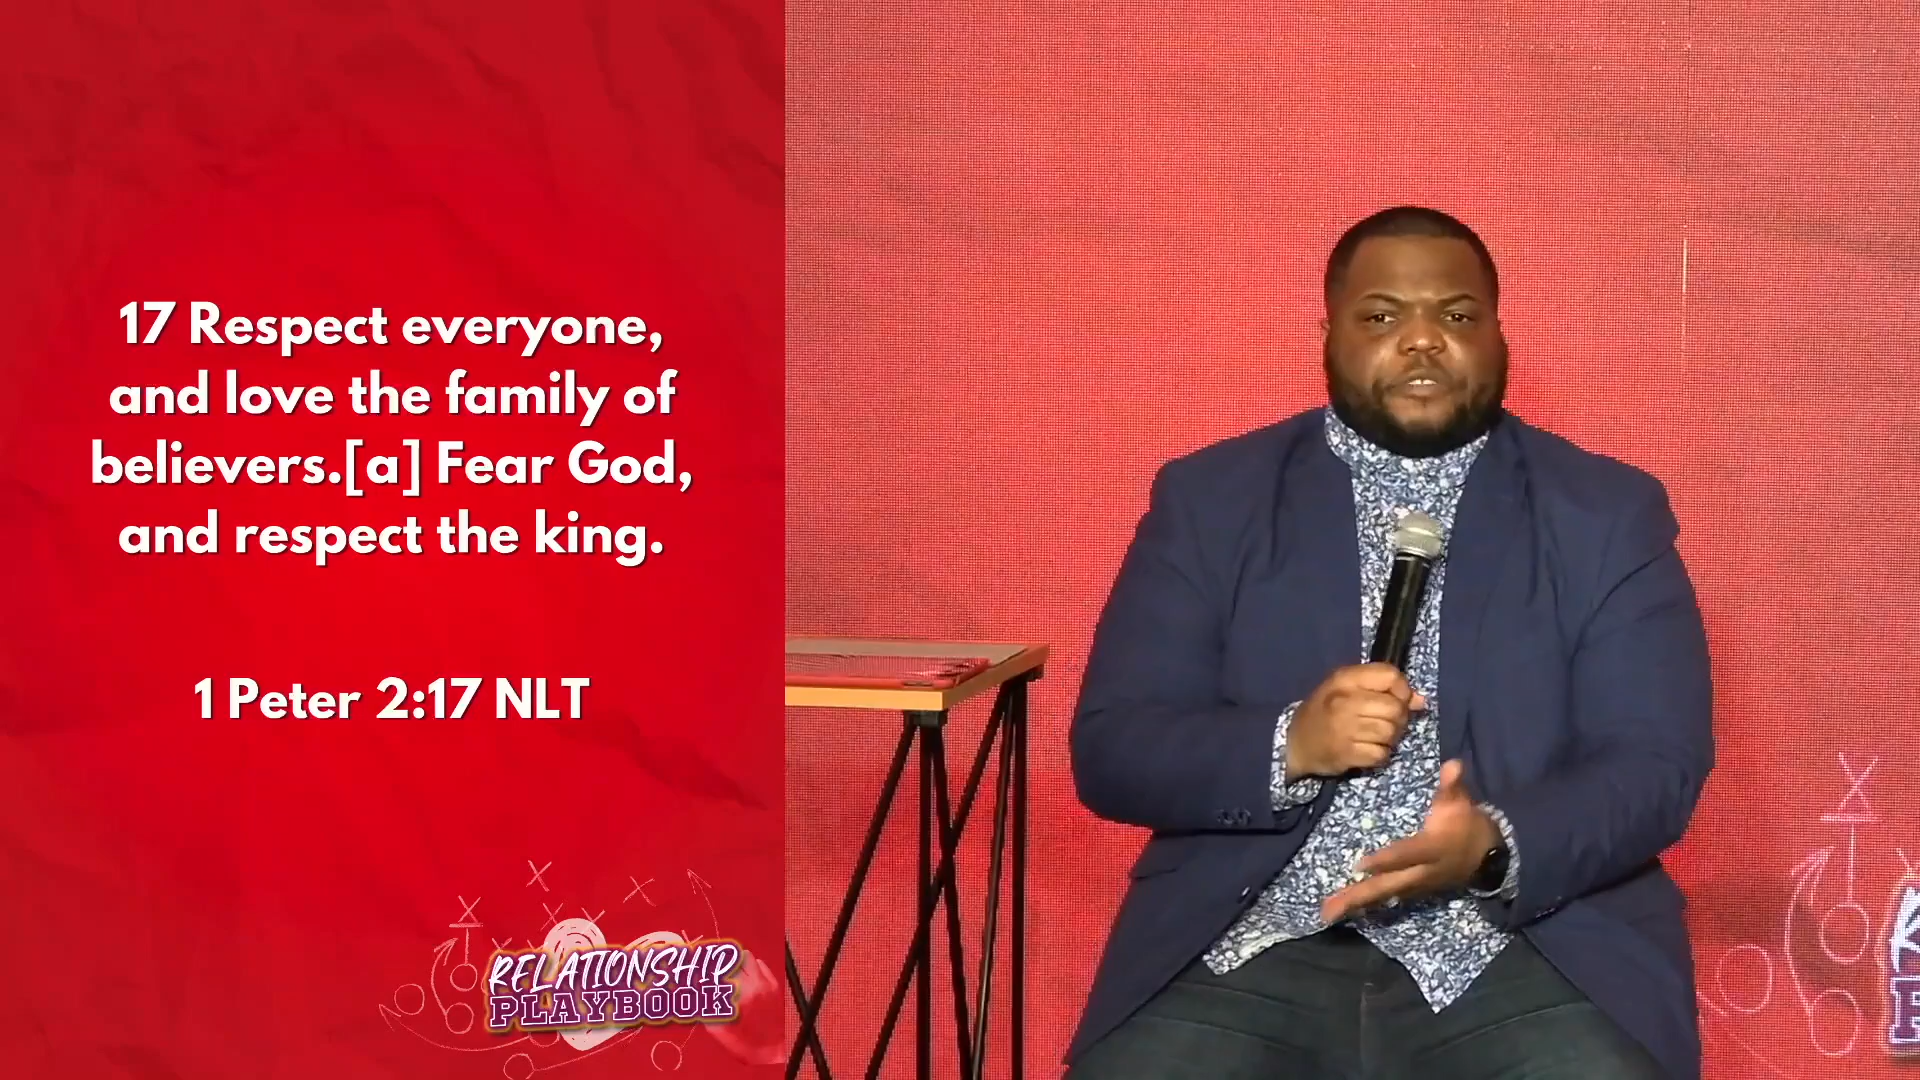 17 Respect everyone,
and love the family of
believers.[a] Fear God,
and respect the king.
1 Peter 2:17 NLT
RELATIONSHIP
PLAYBOOK